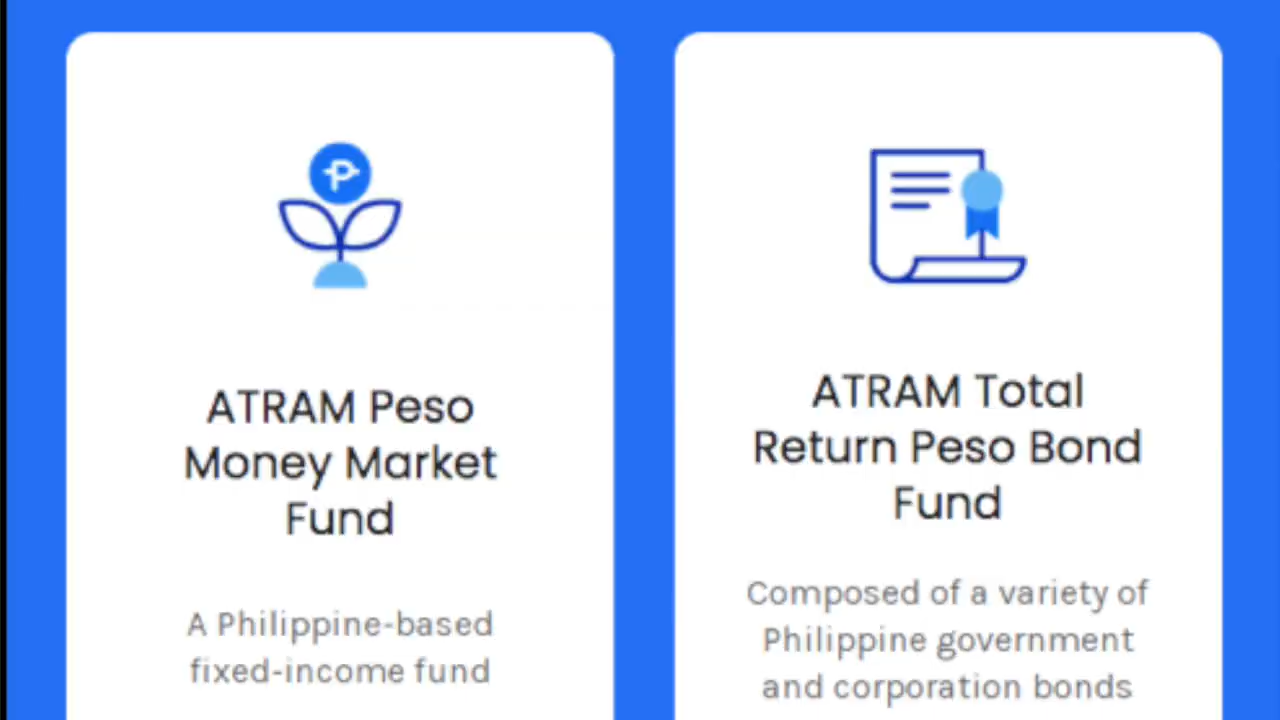 ATRAM Peso
Money Market
Fund
A Philippine-based
fixed-income fund
ATRAM Total
Return Peso Bond
Fund
Composed of a variety of
Philippine government
and corporation bonds